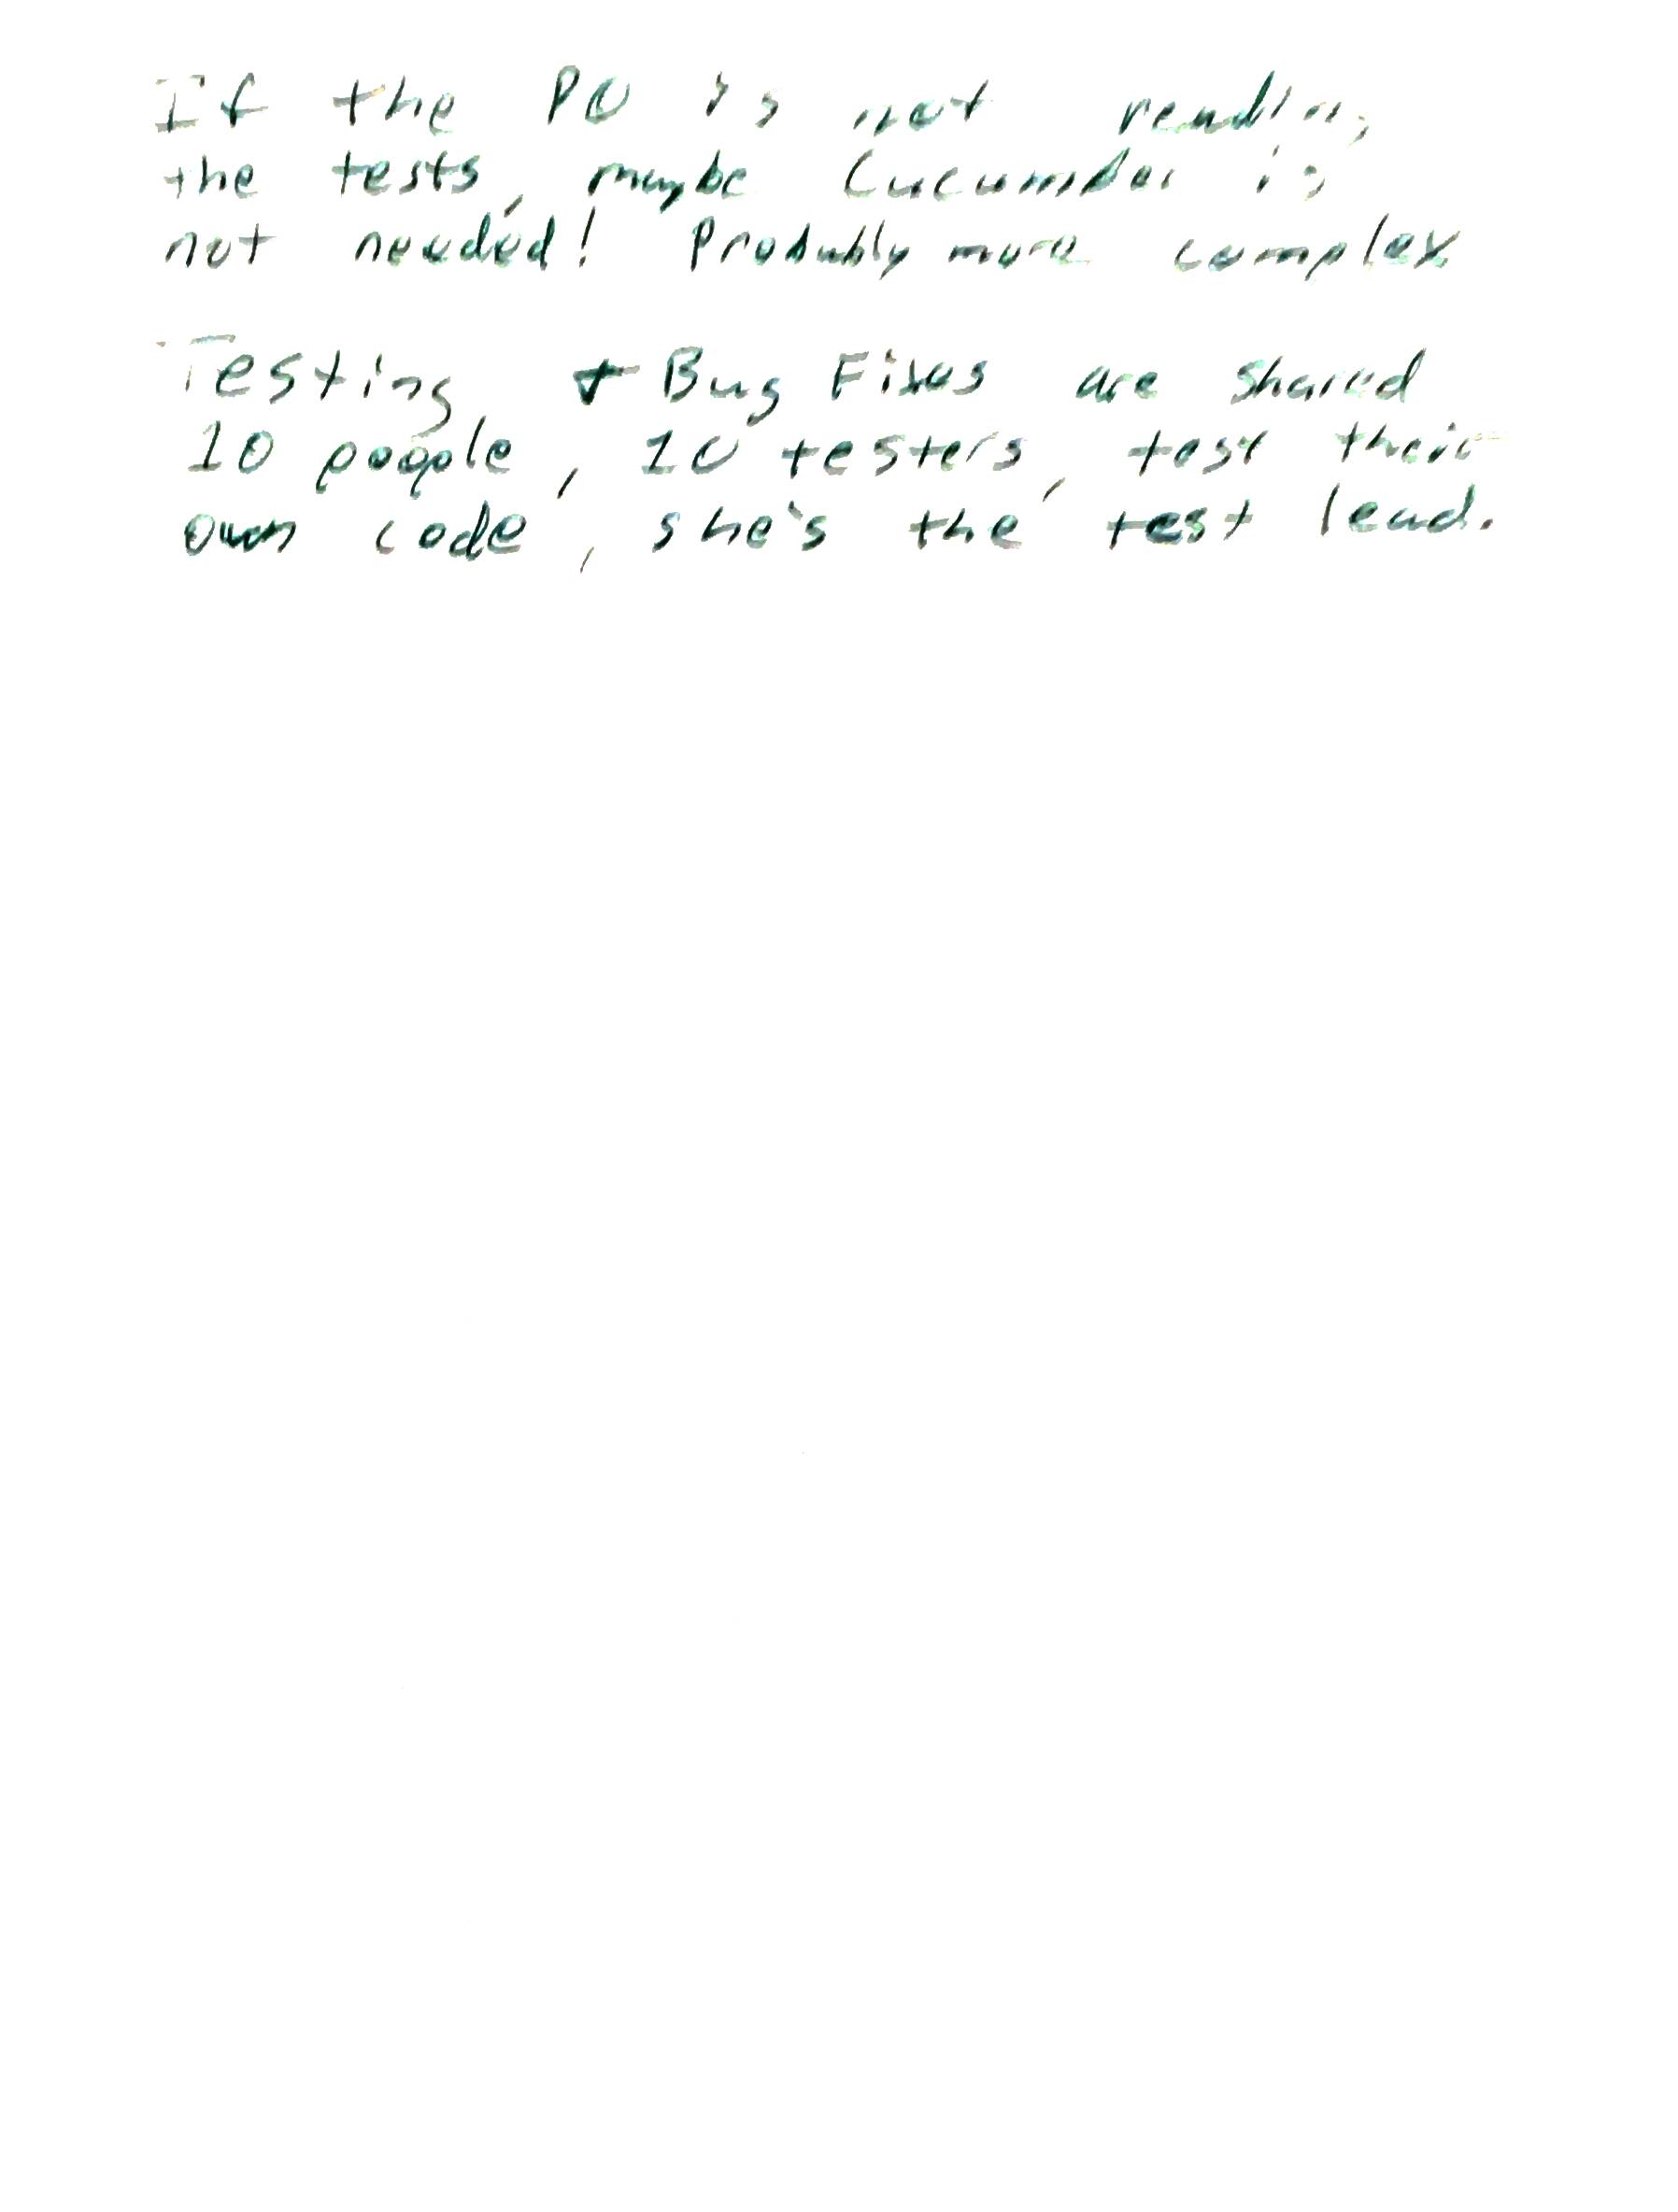 If the PO is not reading
the tests, maybe Cucumber is
not needed! Probably more complex
Testing + Bug Fixes are shared
10 people, 10 testers, test their
own code, she's the test lead.